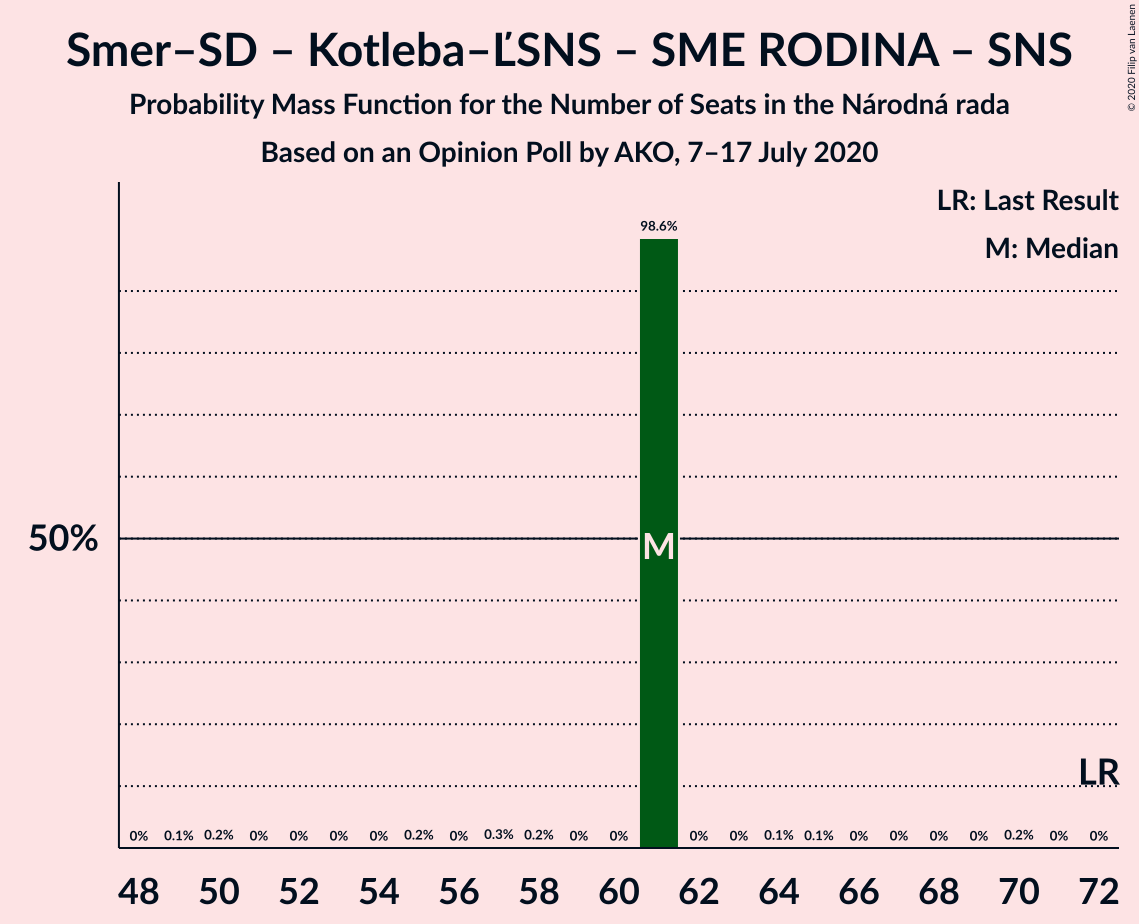 Smer–SD – Kotleba–ĽSNS – SME RODINA – SNS
Probability Mass Function for the Number of Seats in the Národná rada
Based on an Opinion Poll by AKO, 7–17 July 2020
© 2020 Filip van Laenen
LR: Last Result
M: Median
98.6%
50%
M
LR
0% 0.1% 0.2% 0% 0% 0% 0% 0.2% 0% 0.3% 0.2% 0% 0% 0% 0% 0.1% 0.1% 0% 0% 0% 0% 0.2% 0% 0%
48 50 52 54 56 58 60 62 64 66 68 70 72